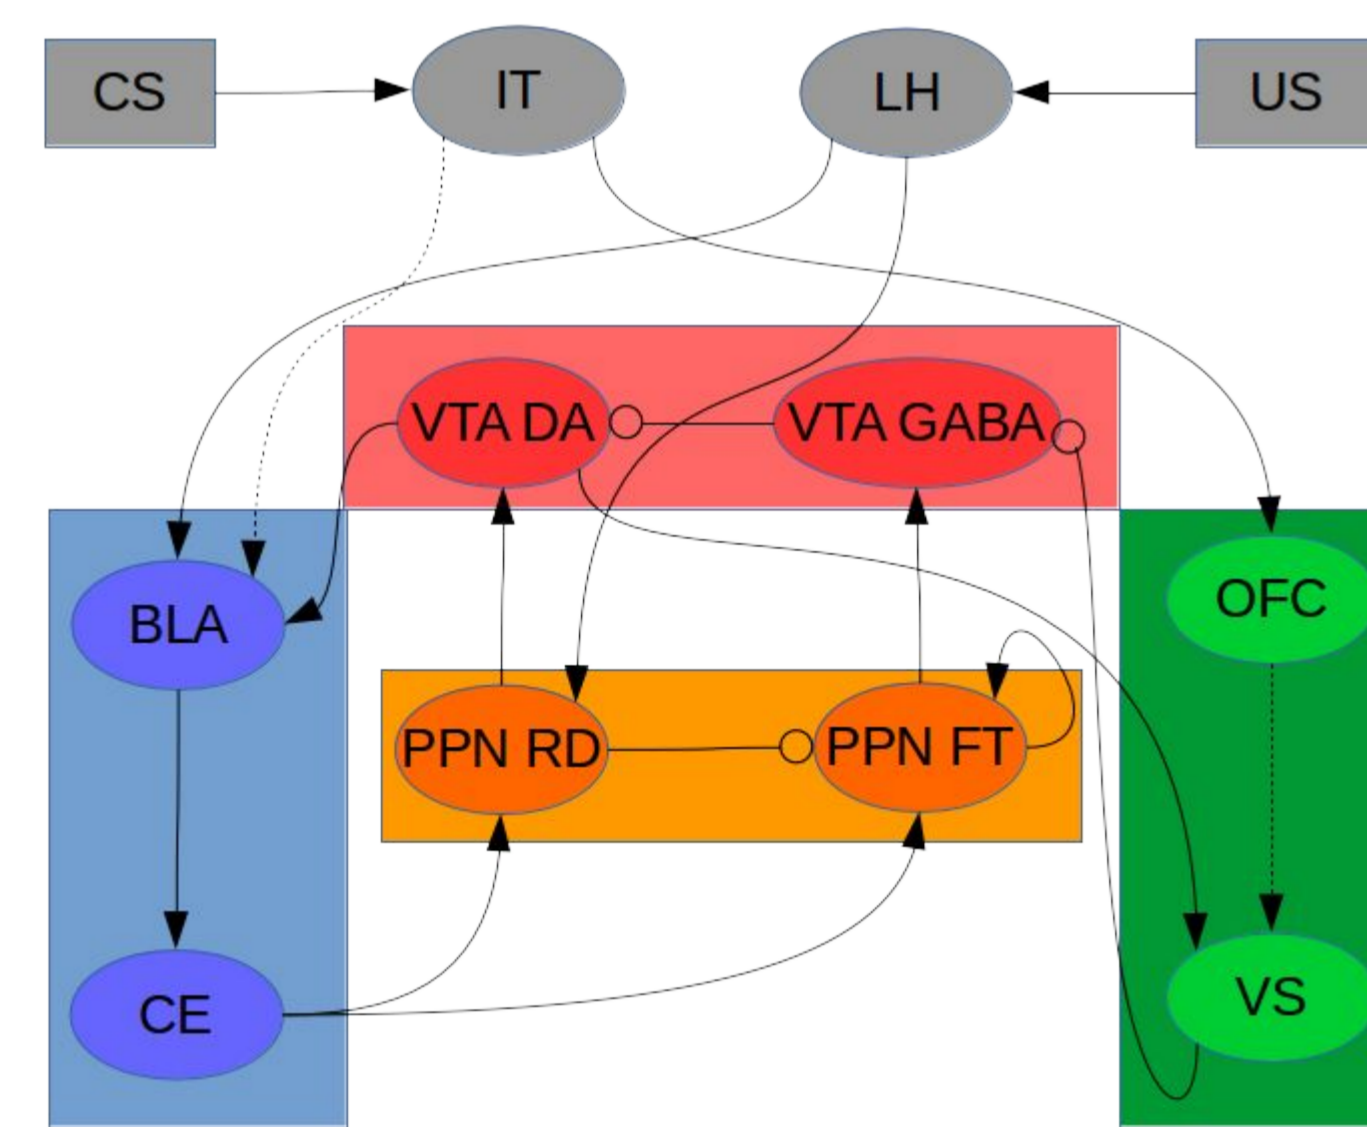 CS
IT
LH
US
VTA DA
VTA GABA
BLA
OFC
PPN RD
PPN FT
CE
VS